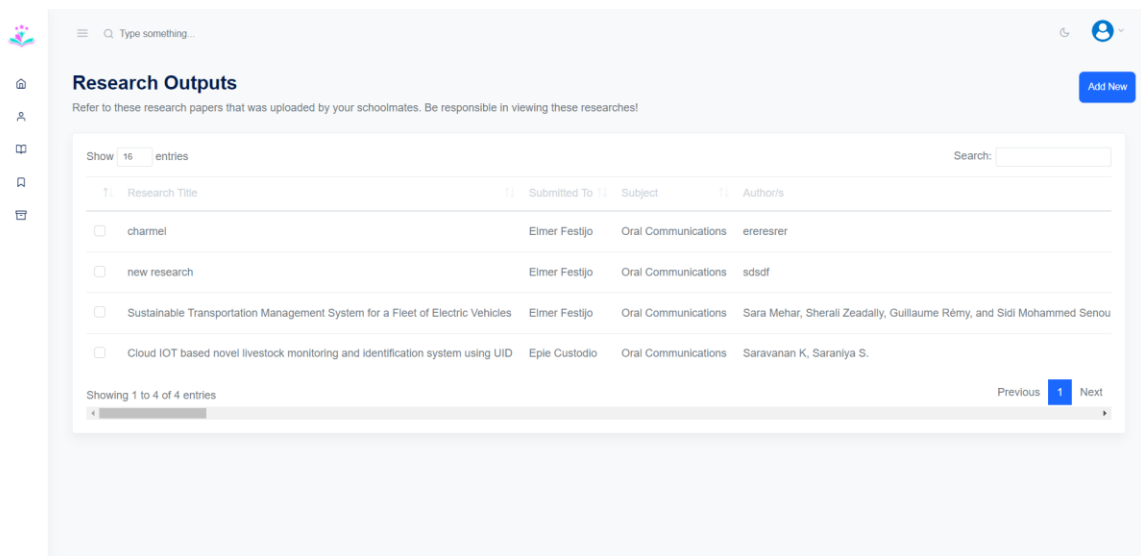 Type something...
Research Outputs
Add New
Refer to these research papers that was uploaded by your schoolmates. Be responsible in viewing these researches!
Show 16 entries Search:
Research Title Submitted To Subject Author/s
charmel Elmer Festijo Oral Communicationsereresrer
new research Elmer Festijo Oral Communications sdsdf
Sustainable Transportation Management System for a Fleet of Electric Vehicles Elmer Festijo Oral Communications Sara Mehar, Sherali Zeadally, Guillaume Rémy, and Sidi Mohammed Senou
Cloud IOT based novel livestock monitoring and identification system using UID Epie Custodio Oral Communications Saravanan K, Saraniya S.
Showing 1 to 4 of 4 entries Previous 1 Next